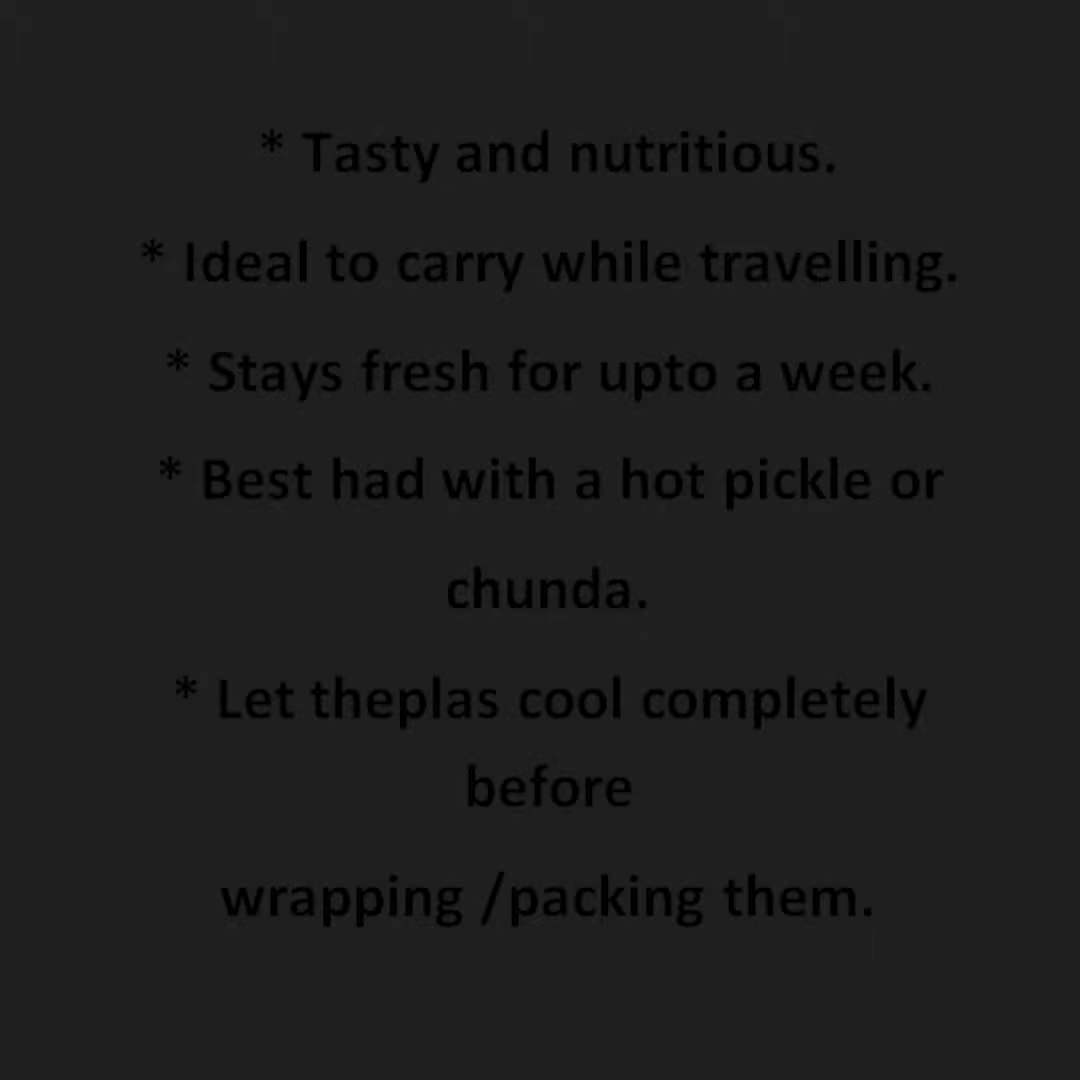 * Tasty and nutritious.
* Ideal to carry while travelling.
* Stays fresh for upto a week.
* Best had with a hot pickle or
chunda.
* Let theplas cool completely
before
wrapping /packing them.